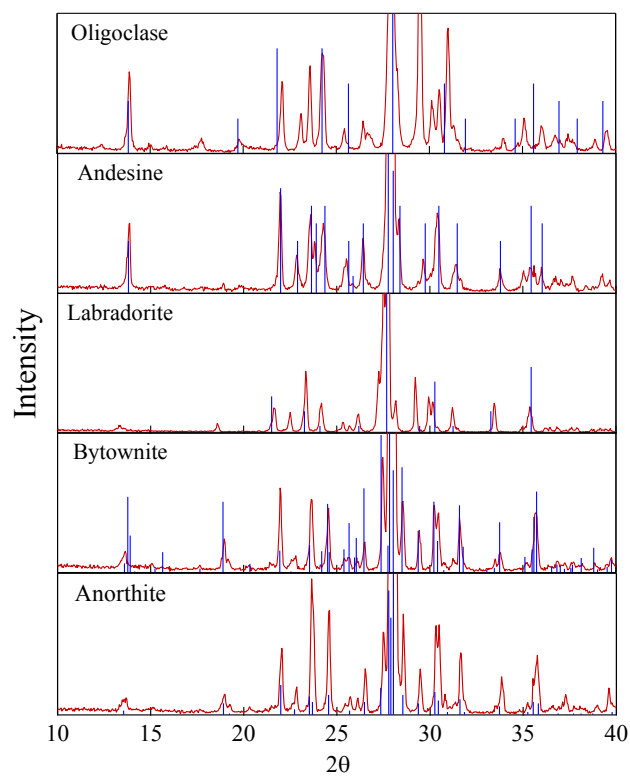 Oligoclase
Andesine
Labradorite
Intensity
Bytownite
Anorthite
10 15 20 25 30 35 40
2θ